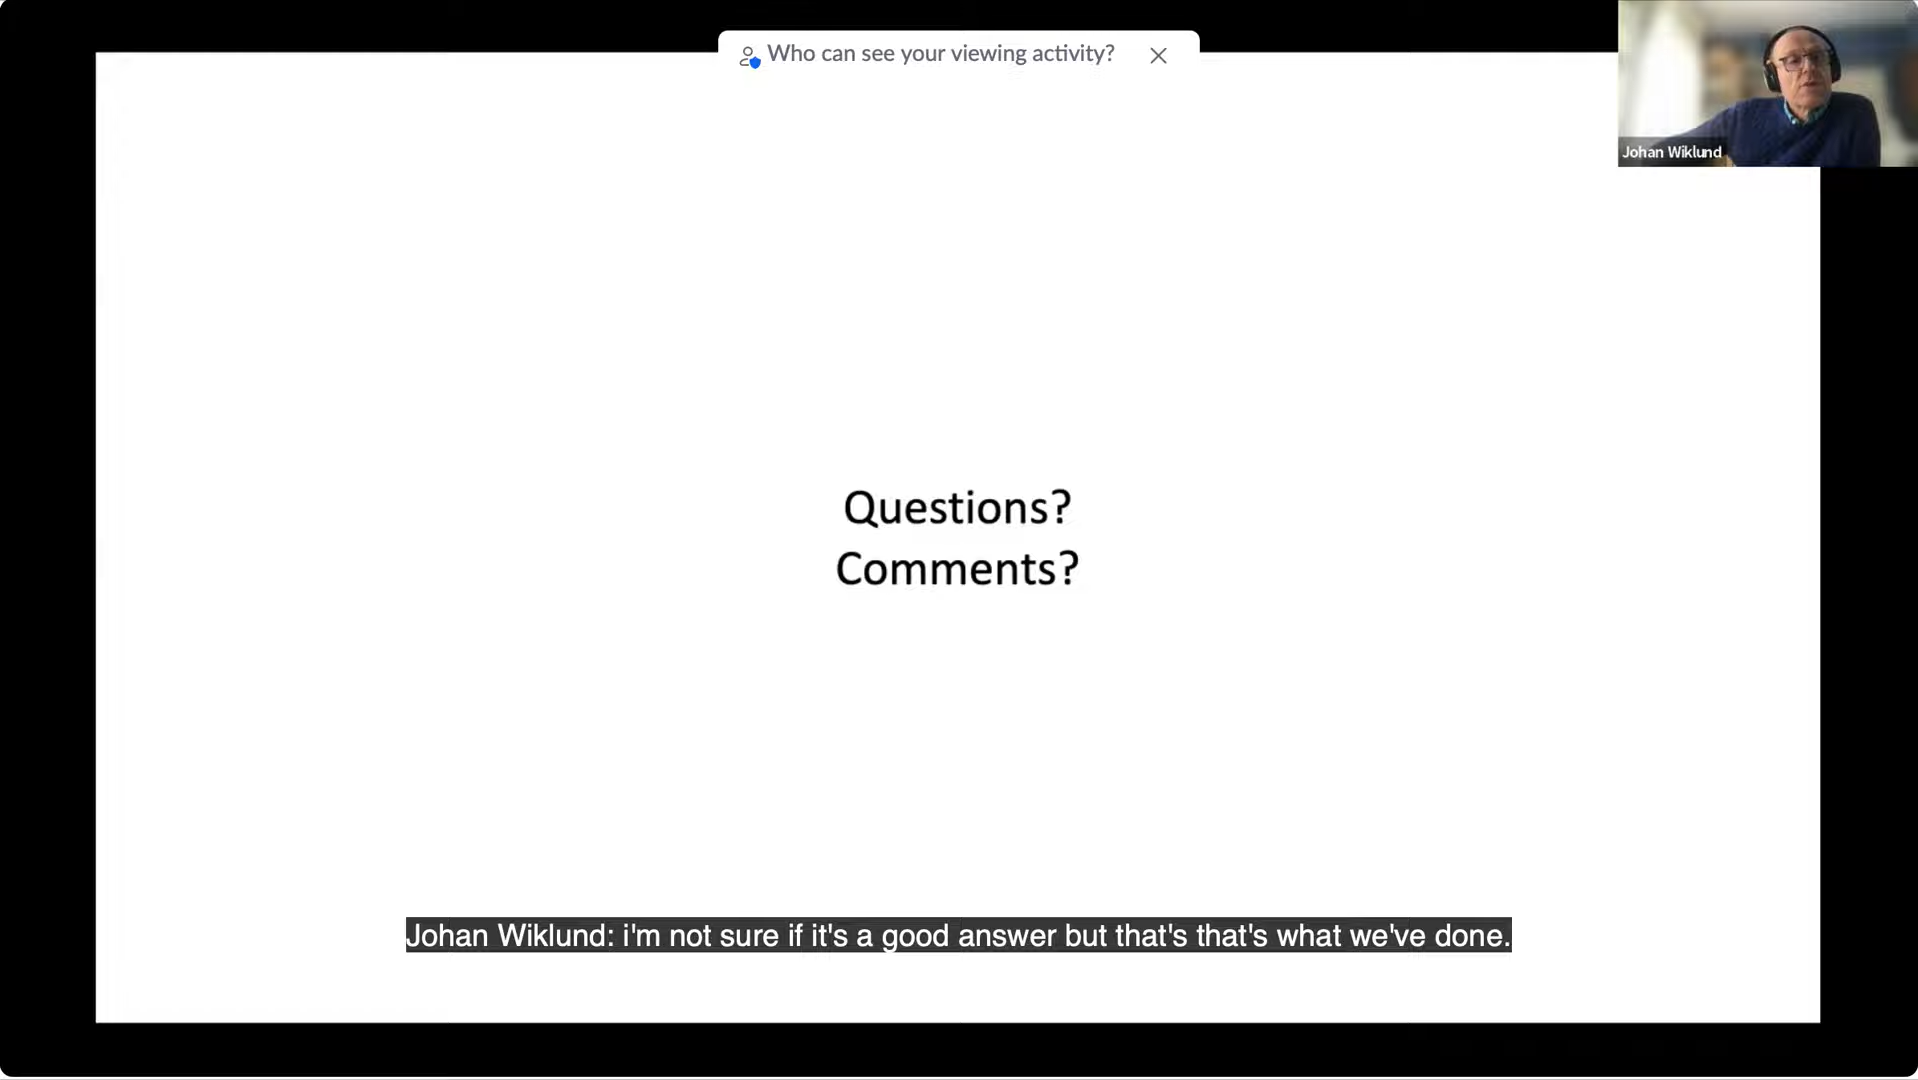 Who can see your viewing activity?
Johan Wiklund
Questions?
Comments?
Johan Wiklund: i'm not sure if it's a good answer but that's that's what we've done.